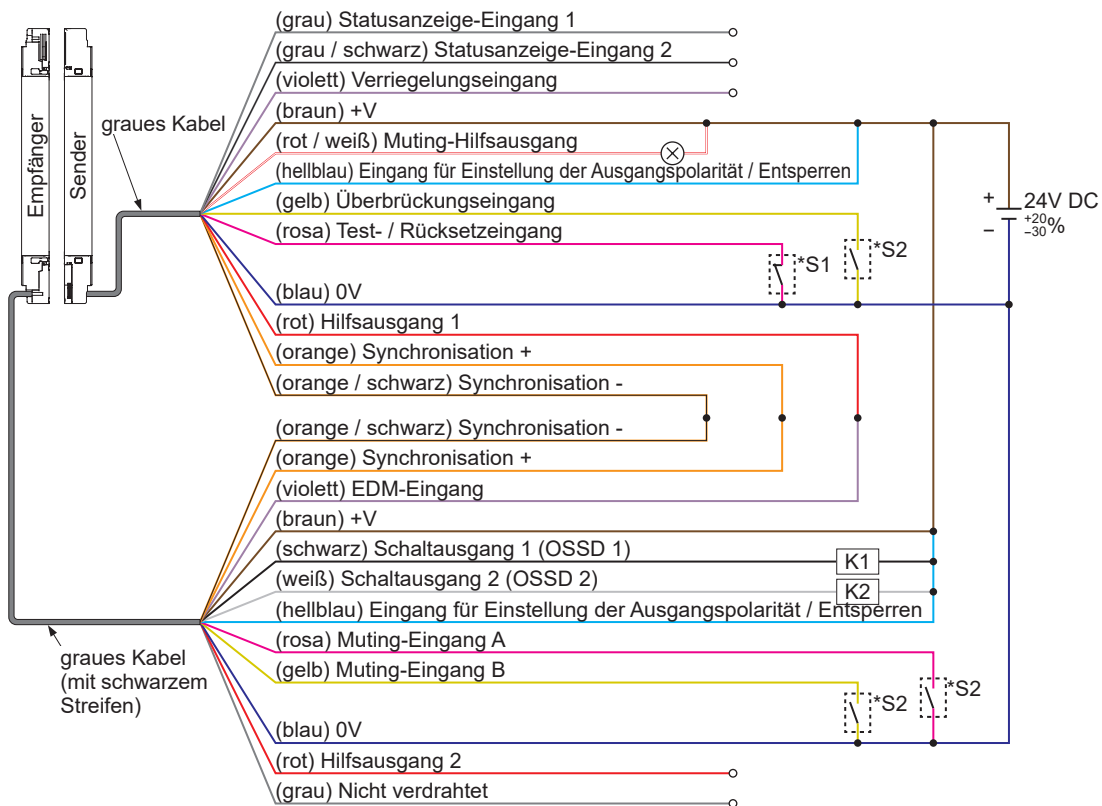 (grau) Statusanzeige-Eingang 1
(grau / schwarz) Statusanzeige-Eingang 2
(violett) Verriegelungseingang
(braun) +V
(rot / weiß) Muting-Hilfsausgang
(hellblau) Eingang für Einstellung der Ausgangspolarität / Entsperren
(gelb) Überbrückungseingang
(rosa) Test- / Rücksetzeingang
(blau) 0V
(rot) Hilfsausgang 1
(orange) Synchronisation +
(orange / schwarz) Synchronisation -
(orange / schwarz) Synchronisation -
(orange) Synchronisation +
(violett) EDM-Eingang
(braun) +V
(schwarz) Schaltausgang 1 (OSSD 1)
(weiß) Schaltausgang 2 (OSSD 2)
(hellblau) Eingang für Einstellung der Ausgangspolarität / Entsperren
(rosa) Muting-Eingang A
(gelb) Muting-Eingang B
(blau) 0V
(rot) Hilfsausgang 2
(grau) Nicht verdrahtet
Empfänger
Sender
graues Kabel
graues Kabel
(mit schwarzem
Streifen)
*S1
*S2
+
−
24V DC
+20
−30 %
K1
K2
*S2
*S2